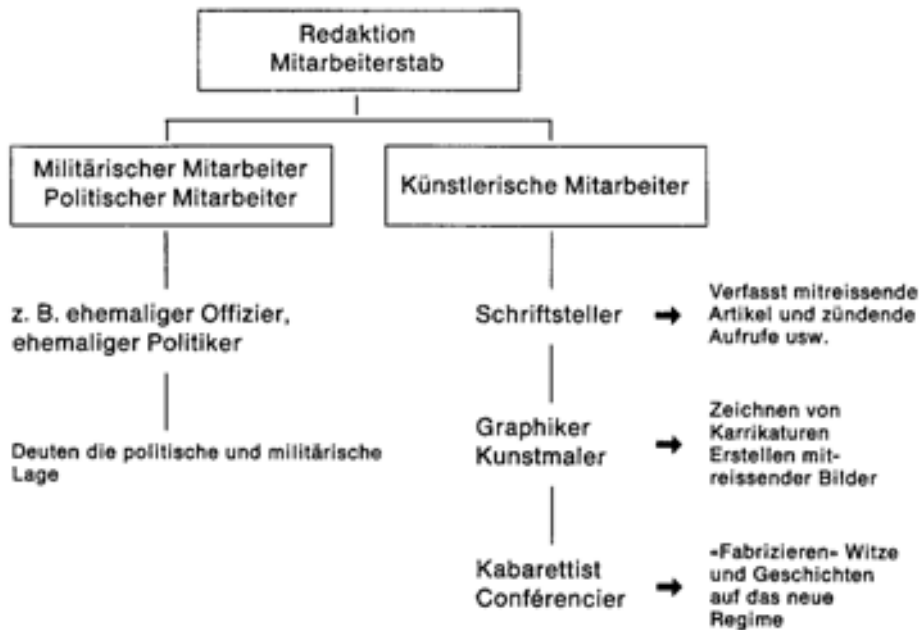 Redaktion
Mitarbeiterstab
Militärischer Mitarbeiter
Politischer Mitarbeiter
Künstlerische Mitarbeiter
z. B. ehemaliger Offizier,
ehemaliger Politiker
Deuten die politische und militärische
Lage
Schriftsteller
Verfasst mitreissende
Artikel und zündende
Aufrufe usw.
Graphiker
Kunstmaler
Zeichnen von
Karrikaturen
Erstellen mit-
reissender Bilder
Kabarettist
Conférencier
«Fabrizieren» Witze
und Geschichten
auf das neue
Regime